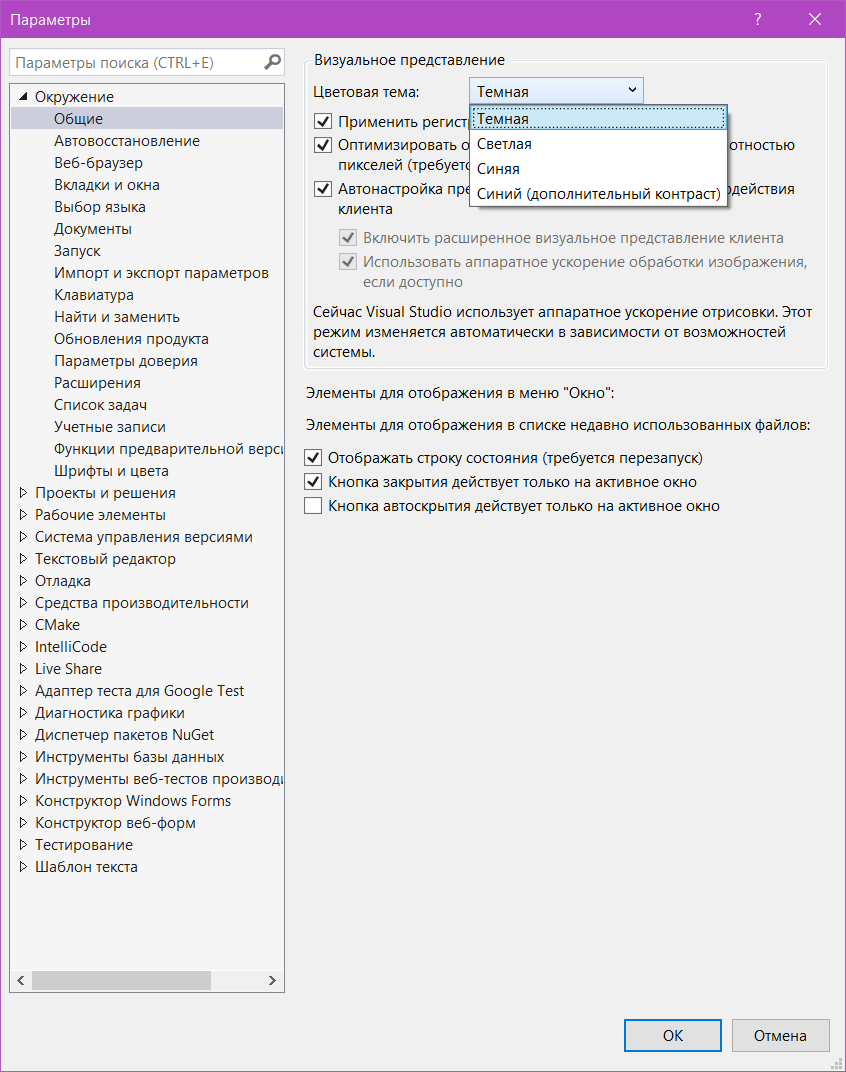 Параметры
?
Параметры поиска (CTRL+E)
Окружение
Общие
Автовосстановление
Веб-браузер
Вкладки и окна
Выбор языка
Документы
Запуск
Импорт и экспорт параметров
Клавиатура
Найти и заменить
Обновления продукта
Параметры доверия
Расширения
Список задач
Учетные записи
Функции предварительной верси
Шрифты и цвета
Проекты и решения
Рабочие элементы
Система управления версиями
Текстовый редактор
Отладка
Средства производительности
CMake
IntelliCode
Live Share
Адаптер теста для Google Test
Диагностика графики
Диспетчер пакетов NuGet
Инструменты базы данных
Инструменты веб-тестов производи
Конструктор Windows Forms
Конструктор веб-форм
Тестирование
Шаблон текста
Визуальное представление
Цветовая тема: Темная
Темная
Светлая
Синяя
Синий (дополнительный контраст)
Применить регист
Оптимизировать о отностью
пикселей (требуетс
Автонастройка пре одействия
клиента
Включить расширенное визуальное представление клиента
Использовать аппаратное ускорение обработки изображения,
если доступно
Сейчас Visual Studio использует аппаратное ускорение отрисовки. Этот
режим изменяется автоматически в зависимости от возможностей
системы.
Элементы для отображения в меню "Окно":
Элементы для отображения в списке недавно использованных файлов:
Отображать строку состояния (требуется перезапуск)
Кнопка закрытия действует только на активное окно
Кнопка автоскрытия действует только на активное окно
ОК
Отмена